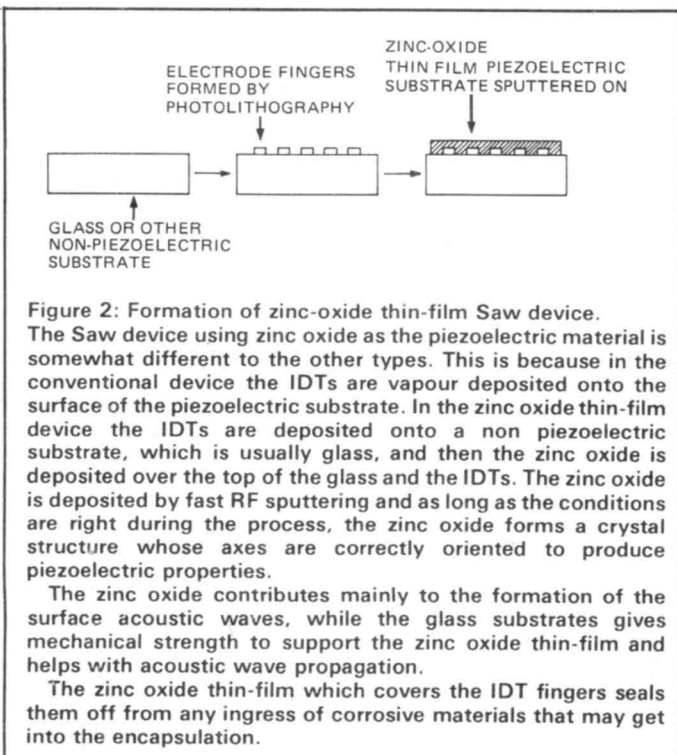 ZINC-OXIDE
THIN FILM PIEZOELECTRIC
SUBSTRATE SPUTTERED ON
ELECTRODE FINGERS
FORMED BY
PHOTOLITHOGRAPHY
GLASS OR OTHER
NON-PIEZOELECTRIC
SUBSTRATE
Figure 2: Formation of zinc-oxide thin-film Saw device.
The Saw device using zinc oxide as the piezoelectric material is
somewhat different to the other types. This is because in the
conventional device the IDTs are vapour deposited onto the
surface of the piezoelectric substrate. In the zinc oxide thin-film
device the IDTs are deposited onto a non piezoelectric
substrate, which is usually glass, and then the zinc oxide is
deposited over the top of the glass and the IDTs. The zinc oxide
is deposited by fast RF sputtering and as long as the conditions
are right during the process, the zinc oxide forms a crystal
structure whose axes are correctly oriented to produce
piezoelectric properties.
The zinc oxide contributes mainly to the formation of the
surface acoustic waves, while the glass substrates gives
mechanical strength to support the zinc oxide thin-film and
helps with acoustic wave propagation.
The zinc oxide thin-film which covers the IDT fingers seals
them off from any ingress of corrosive materials that may get
into the encapsulation.